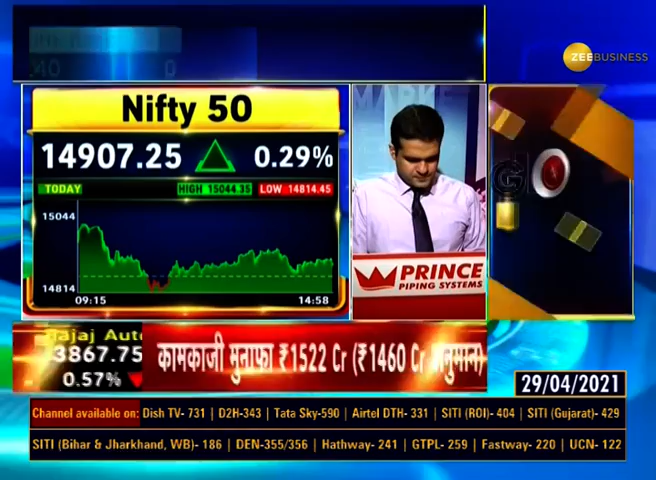 ZEE BUSINESS
Nifty 50
14907.25 0.29%
TODAY HIGH 15044.35 LOW 14814.45
15044
14814
09:15 14:58
PRINCE
PIPING SYSTEMS
Bajaj Auto
3867.75
0.57%
कामकाजी मुनाफा ₹1522 Cr (₹1460 Cr अनुमान)
29/04/2021
Channel available on: Dish TV- 731 | D2H-343 | Tata Sky-590 | Airtel DTH- 331 | SITI (ROI)- 404 | SITI (Gujarat)- 429
SITI (Bihar & Jharkhand, WB)- 186 | DEN-355/356 | Hathway- 241 | GTPL- 259 | Fastway- 220 | UCN- 122